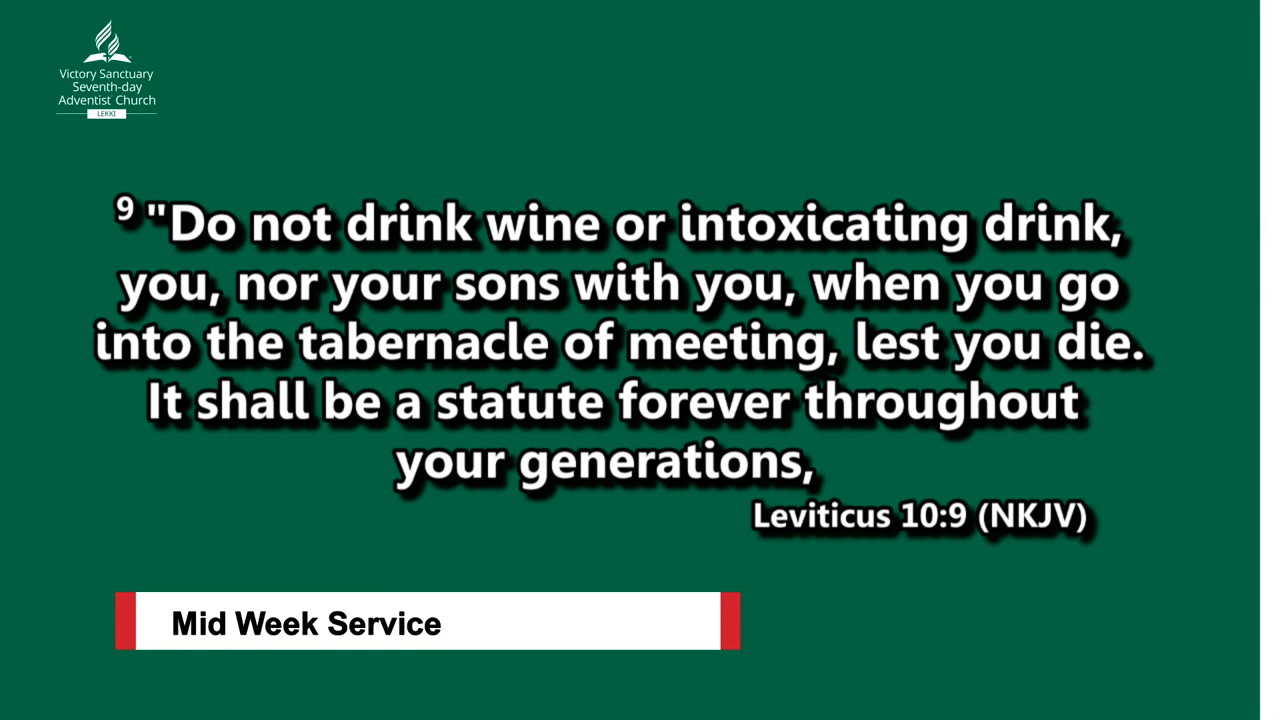 Victory Sanctuary
Seventh-day
Adventist Church
LEKKI
9 "Do not drink wine or intoxicating drink,
you, nor your sons with you, when you go
into the tabernacle of meeting, lest you die.
It shall be a statute forever throughout
your generations,
Leviticus 10:9 (NKJV)
Mid Week Service